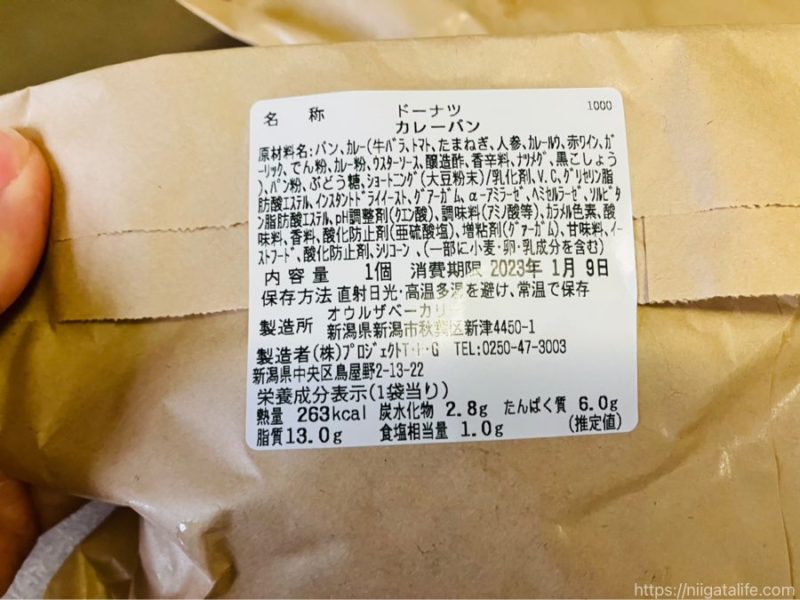 名称 ドーナツ 1000
カレーパン
原材料名:パン、カレー(牛バラ、トマト、たまねぎ、人参、カレールウ、赤ワイン、ガ
ーリック、でん粉、カレー粉、ウスターソース、醸造酢、香辛料、ナツメグ、黒こしょう
)、パン粉、ぶどう糖、ショートニング(大豆粉末)/乳化剤、V.C、グリセリン脂
肪酸エステル、インスタントドライイースト、グアーガム、α-アミラーゼ、ヘミセルラーゼ、ソルビタ
ン脂肪酸エステル、pH調整剤(クエン酸)、調味料(アミノ酸等)、カラメル色素、酸
味料、香料、酸化防止剤(亜硫酸塩)、増粘剤(グァーガム)、甘味料、イー
ストフード、酸化防止剤、シリコーン、(一部に小麦・卵・乳成分を含む)
内容量 1個 消費期限 2023年 1月 9日
保存方法 直射日光・高温多湿を避け、常温で保存
オウルザベーカリー
製造所 新潟県新潟市秋葉区新津4450-1
製造者(株)プロジェクトT・F・G TEL:0250-47-3003
新潟県中央区鳥屋野2-13-22
栄養成分表示(1袋当り)
熱量 263kcal 炭水化物 2.8g たんぱく質 6.0g
脂質13.0g 食塩相当量 1.0g (推定値)
https://niigatalife.com